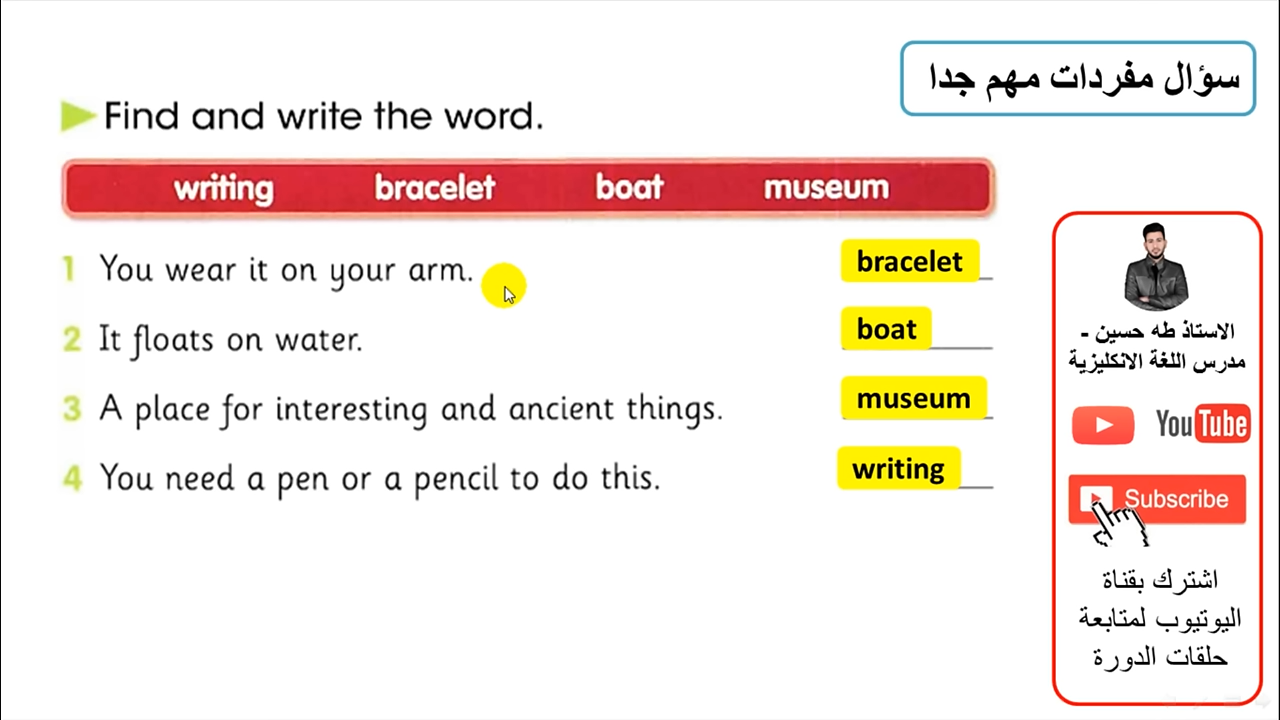 سؤال مفردات مهم جدا
Find and write the word.
writing bracelet boat museum
1 You wear it on your arm. bracelet
2 It floats on water. boat
3 A place for interesting and ancient things. museum
4 You need a pen or a pencil to do this. writing
الاستاذ طه حسين -
مدرس اللغة الانكليزية
YouTube
Subscribe
اشترك بقناة
اليوتيوب لمتابعة
حلقات الدورة